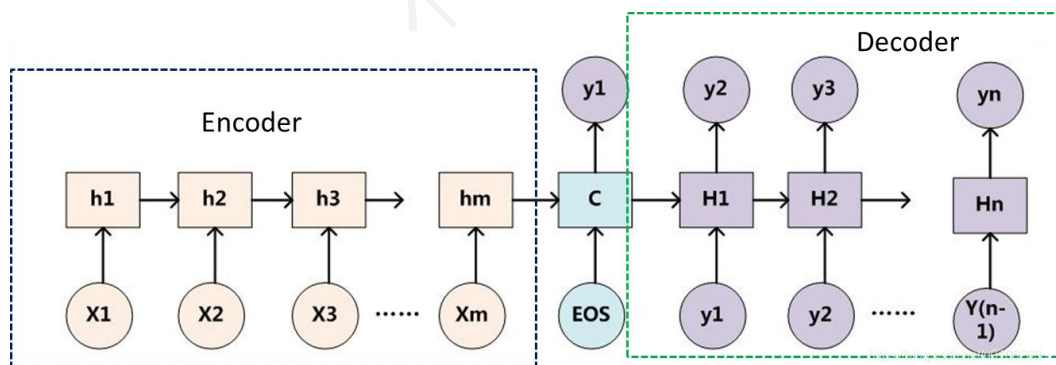 Decoder
Encoder
y1 y2 y3 yn
h1 h2 h3 hm C H1 H2 Hn
X1 X2 X3 ...... Xm EOS y1 y2 ...... Y(n-
1)